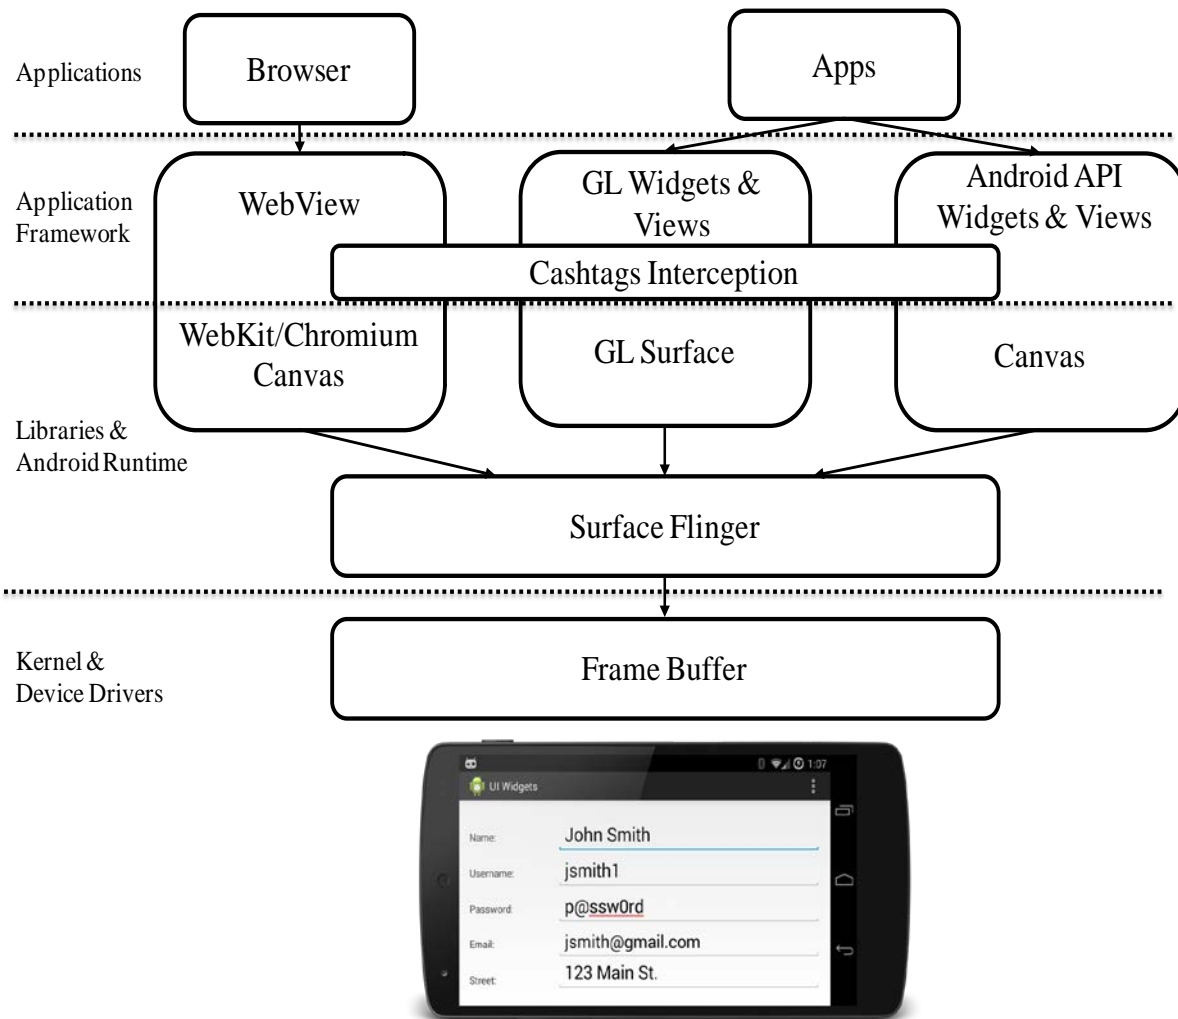 Applications
Browser
Apps
Application
Framework
WebView
GL Widgets &
Views
Android API
Widgets & Views
Cashtags Interception
WebKit/Chromium
Canvas
GL Surface
Canvas
Libraries &
Android Runtime
Surface Flinger
Kernel &
Device Drivers
Frame Buffer
1:07
UI Widgets
Name: John Smith
Username: jsmith1
Password: p@ssw0rd
Email: jsmith@gmail.com
Street: 123 Main St.